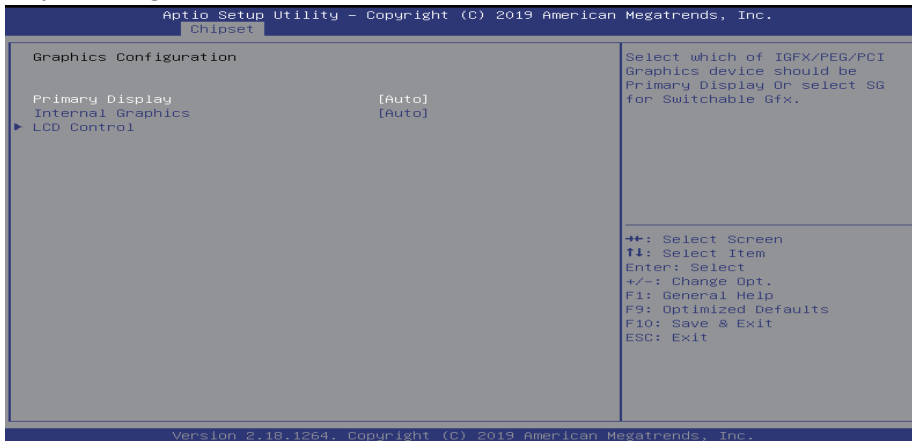 Aptio Setup Utility – Copyright (C) 2019 American Megatrends, Inc.
Chipset
Graphics Configuration
Primary Display [Auto]
Internal Graphics [Auto]
► LCD Control
Select which of IGFX/PEG/PCI
Graphics device should be
Primary Display Or select SG
for Switchable Gfx.
→←: Select Screen
↑↓: Select Item
Enter: Select
+/-: Change Opt.
F1: General Help
F9: Optimized Defaults
F10: Save & Exit
ESC: Exit
Version 2.18.1264. Copyright (C) 2019 American Megatrends, Inc.